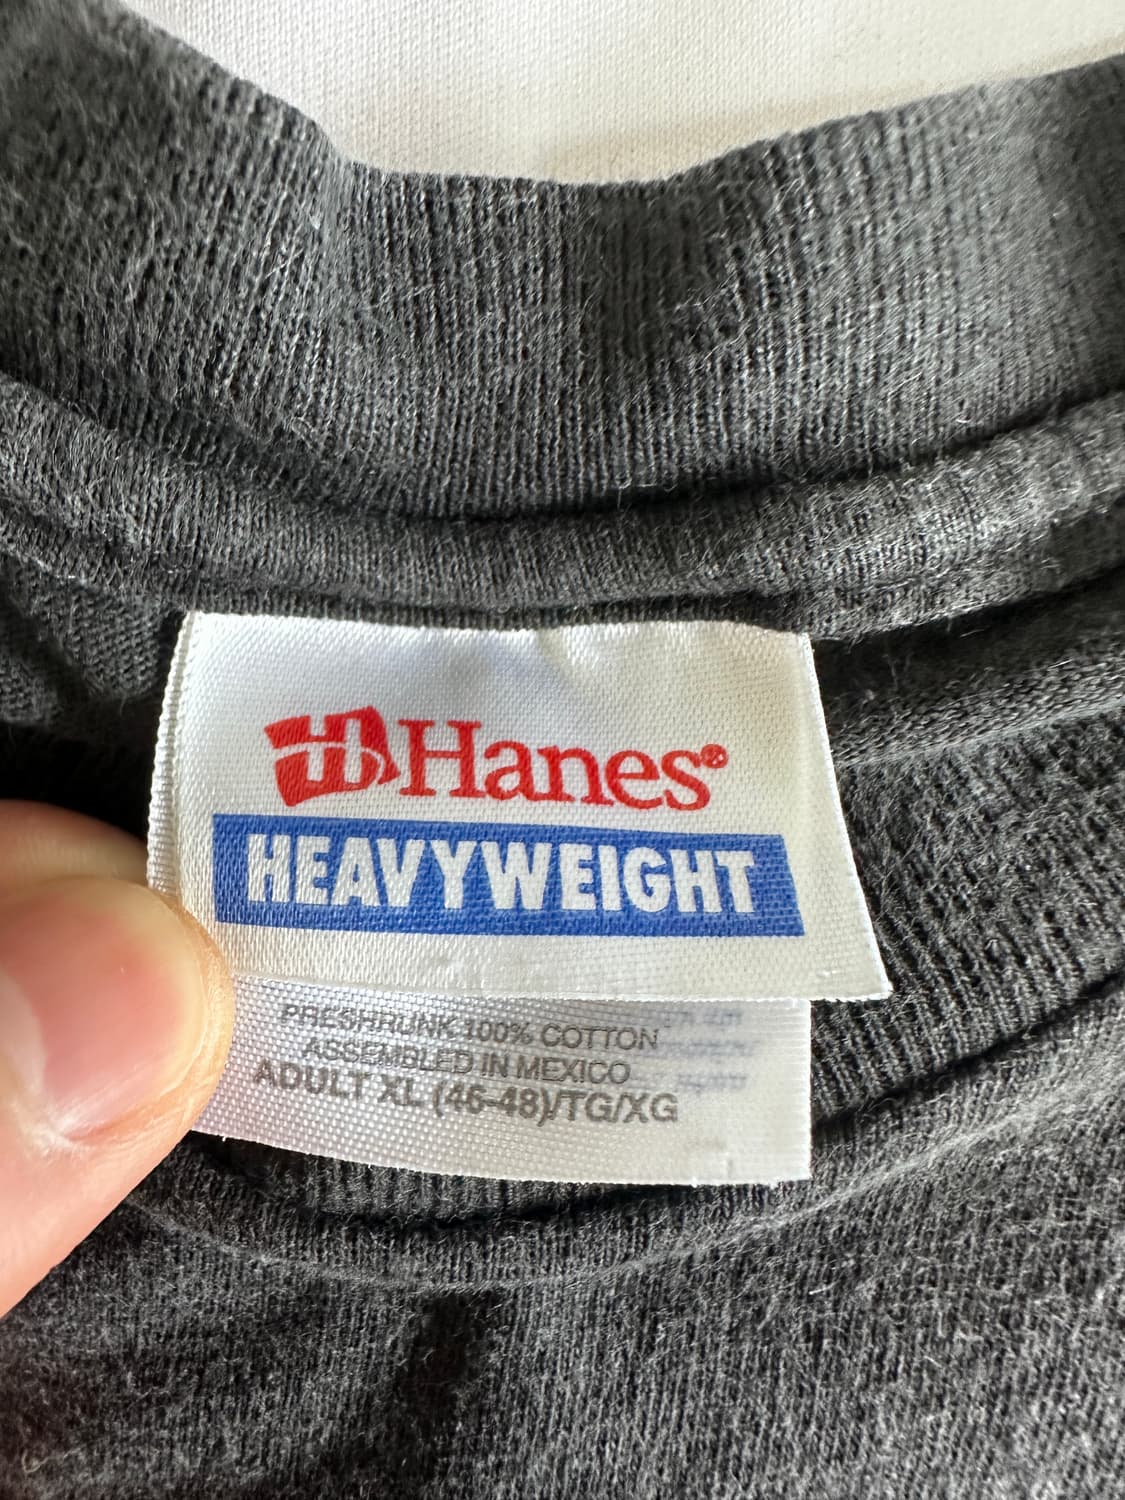 Hanes®
HEAVYWEIGHT
PRESHRUNK 100% COTTON
ASSEMBLED IN MEXICO
ADULT XL (46-48)/TG/XG